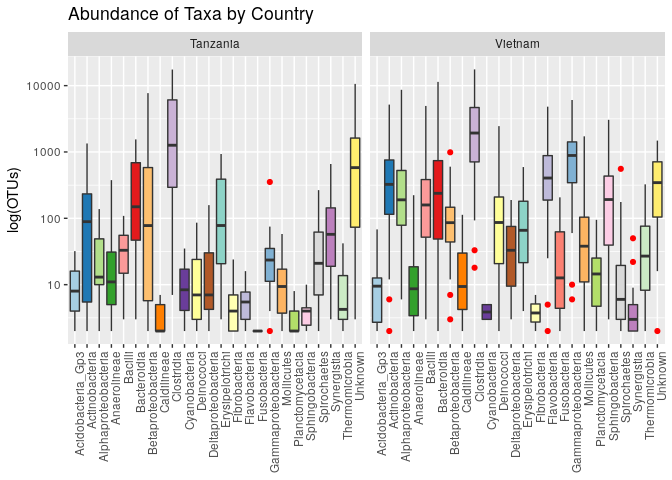 Abundance of Taxa by Country
Tanzania
Vietnam
log(OTUs)
10000
1000
100
10
Acidobacteria_Gp3
Actinobacteria
Alphaproteobacteria
Anaerolineae
Bacilli
Bacteroidia
Betaproteobacteria
Caldilineae
Clostridia
Cyanobacteria
Deinococci
Deltaproteobacteria
Erysipelotrichi
Fibrobacteria
Flavobacteria
Fusobacteria
Gammaproteobacteria
Mollicutes
Planctomycetacia
Sphingobacteria
Spirochaetes
Synergistia
Thermomicrobia
Unknown
Acidobacteria_Gp3
Actinobacteria
Alphaproteobacteria
Anaerolineae
Bacilli
Bacteroidia
Betaproteobacteria
Caldilineae
Clostridia
Cyanobacteria
Deinococci
Deltaproteobacteria
Erysipelotrichi
Fibrobacteria
Flavobacteria
Fusobacteria
Gammaproteobacteria
Mollicutes
Planctomycetacia
Sphingobacteria
Spirochaetes
Synergistia
Thermomicrobia
Unknown